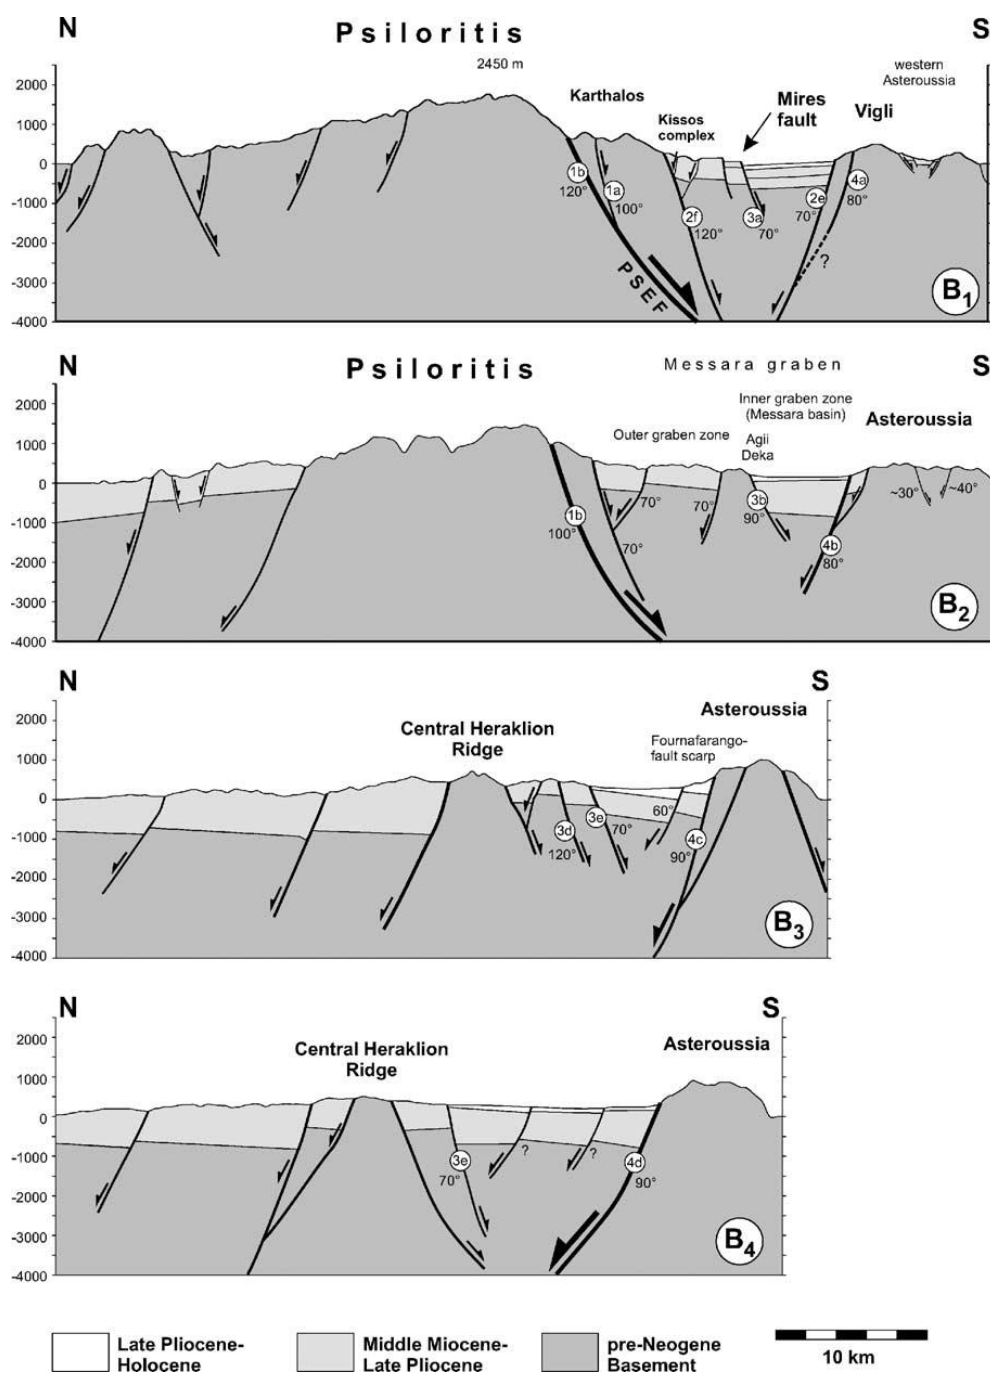 N
Psiloritis
S
2450 m
western
Asteroussia
Karthalos
Mires
fault
Vigli
Kissos
complex
2000
1000
0
-1000
-2000
-3000
-4000
1b
120°
1a
100°
2f
120°
3a
70°
2e
70°
4a
80°
?
PSEF
B1
N
Psiloritis
Messara graben
S
Inner graben zone
(Messara basin)
Asteroussia
Outer graben zone
Agii
Deka
2000
1000
0
-1000
-2000
-3000
-4000
1b
100°
70°
70°
70°
3b
90°
4b
80°
~30°
~40°
B2
N
S
Asteroussia
Central Heraklion
Ridge
Fournafarango-
fault scarp
2000
1000
0
-1000
-2000
-3000
-4000
3d
120°
3e
70°
60°
4c
90°
B3
N
S
Central Heraklion
Ridge
Asteroussia
2000
1000
0
-1000
-2000
-3000
-4000
3e
70°
?
?
4d
90°
B4
Late Pliocene-
Holocene
Middle Miocene-
Late Pliocene
pre-Neogene
Basement
10 km